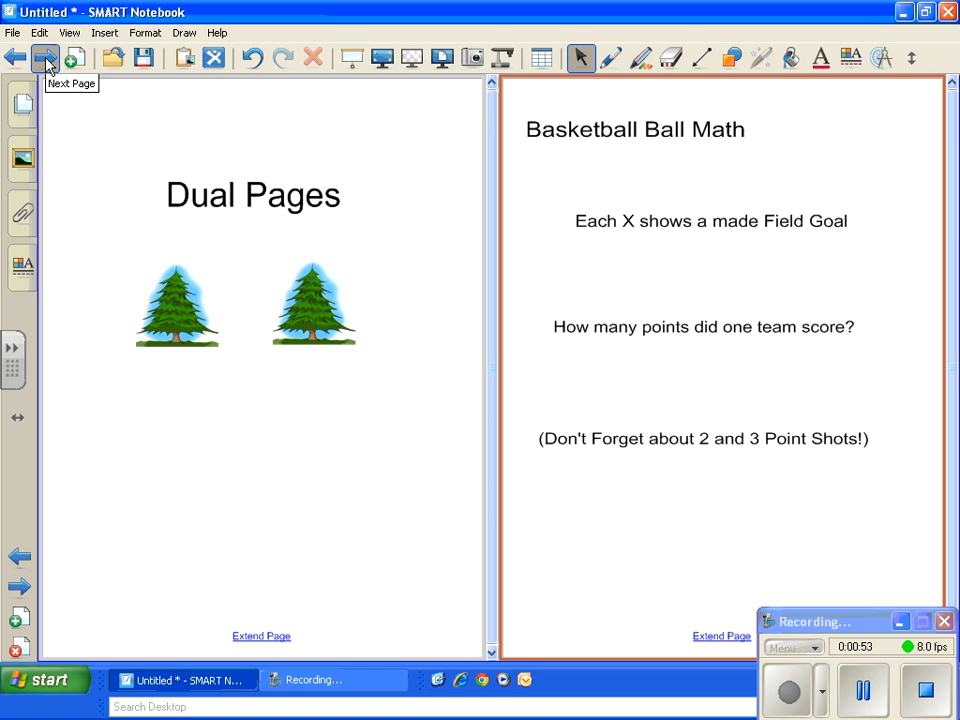 Untitled * - SMART Notebook
File Edit View Insert Format Draw Help
Next Page
Dual Pages
Extend Page
Basketball Ball Math
Each X shows a made Field Goal
How many points did one team score?
(Don't Forget about 2 and 3 Point Shots!)
Extend Page
Recording...
Menu 0:00:53 8.0 fps
start Untitled * - SMART N... Recording...
Search Desktop